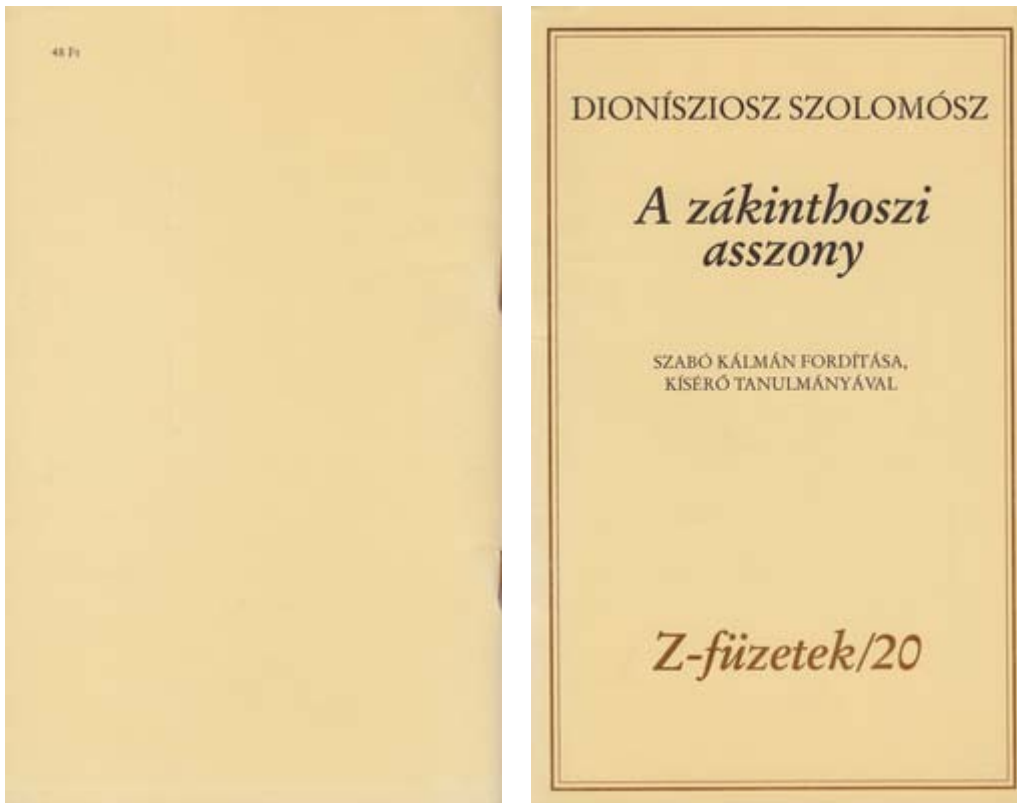 48 Ft
DIONÍSZIOSZ SZOLOMÓSZ
A zákinthoszi
asszony
SZABÓ KÁLMÁN FORDÍTÁSA,
KÍSÉRŐ TANULMÁNYÁVAL
Z-füzetek/20